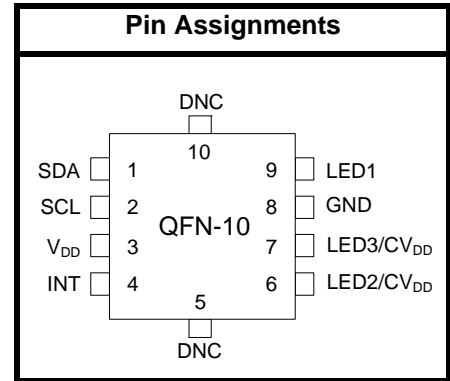 Pin Assignments
DNC
10
SDA 1 9 LED1
SCL 2 8 GND
QFN-10
VDD 3 7 LED3/CVDD
INT 4 6 LED2/CVDD
5
DNC